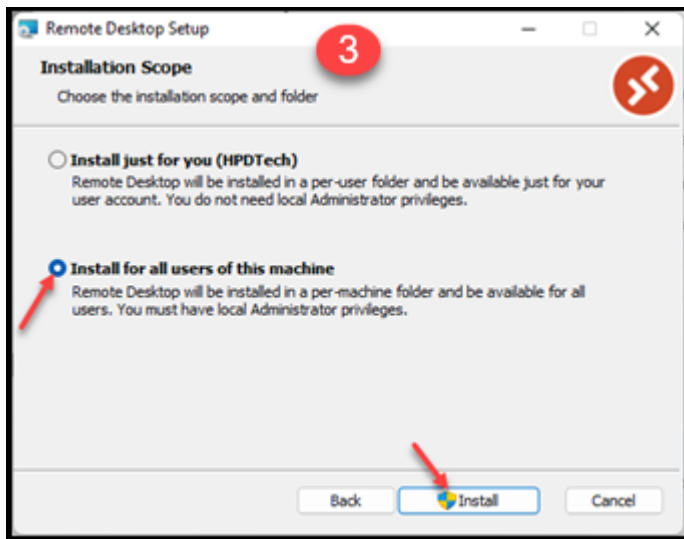 Remote Desktop Setup
3
Installation Scope
Choose the installation scope and folder
Install just for you (HPDTech)
Remote Desktop will be installed in a per-user folder and be available just for your
user account. You do not need local Administrator privileges.
Install for all users of this machine
Remote Desktop will be installed in a per-machine folder and be available for all
users. You must have local Administrator privileges.
Back
Install
Cancel